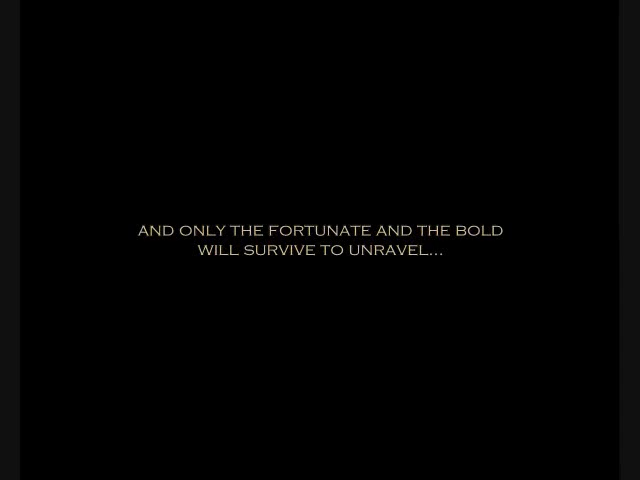 AND ONLY THE FORTUNATE AND THE BOLD
WILL SURVIVE TO UNRAVEL...